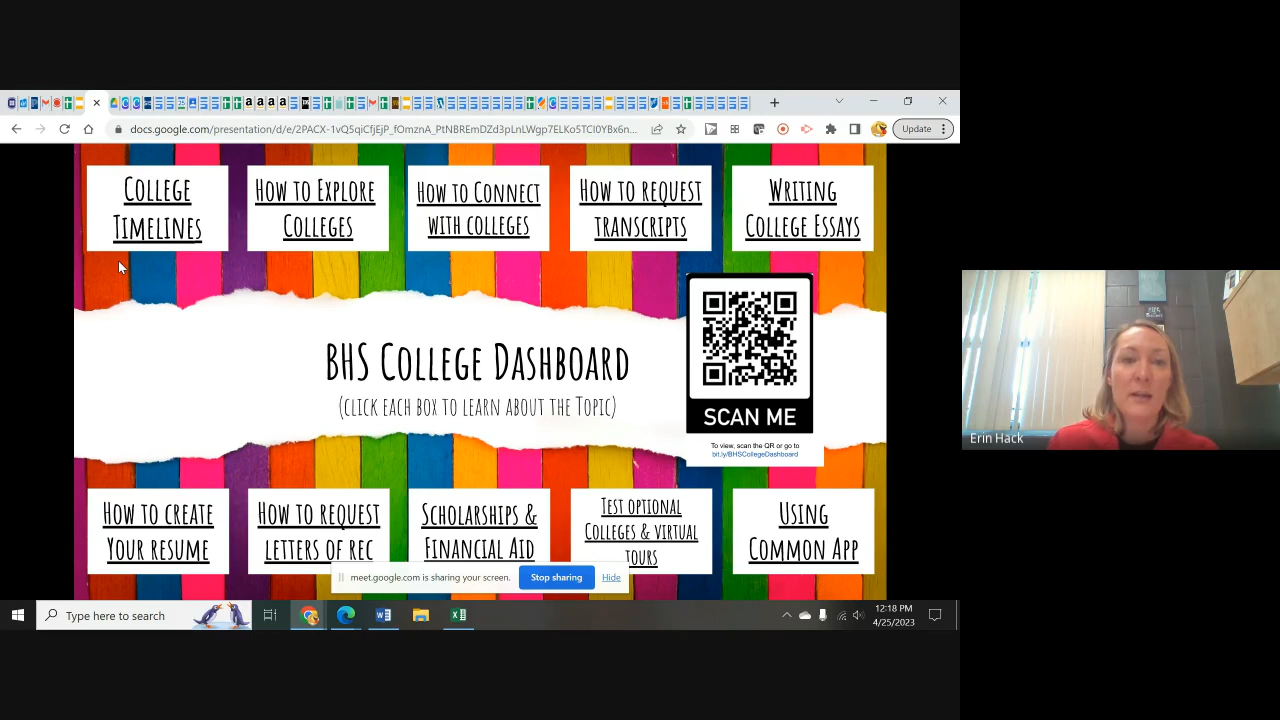 docs.google.com/presentation/d/e/2PACX-1vQ5qiCfjEjP_fOmznA_PtNBREmDZd3pLnLWgp7ELKo5TCI0YBx6n...
Update
College
Timelines
How to Explore
Colleges
How to Connect
with colleges
How to request
transcripts
Writing
College Essays
BHS College Dashboard
(click each box to learn about the Topic)
SCAN ME
To view, scan the QR or go to
bit.ly/BHSCollegeDashboard
How to create
Your resume
How to request
letters of rec
Scholarships &
Financial Aid
Test optional
Colleges & virtual
tours
Using
Common App
meet.google.com is sharing your screen.
Stop sharing
Hide
Type here to search
12:18 PM
4/25/2023
Erin Hack